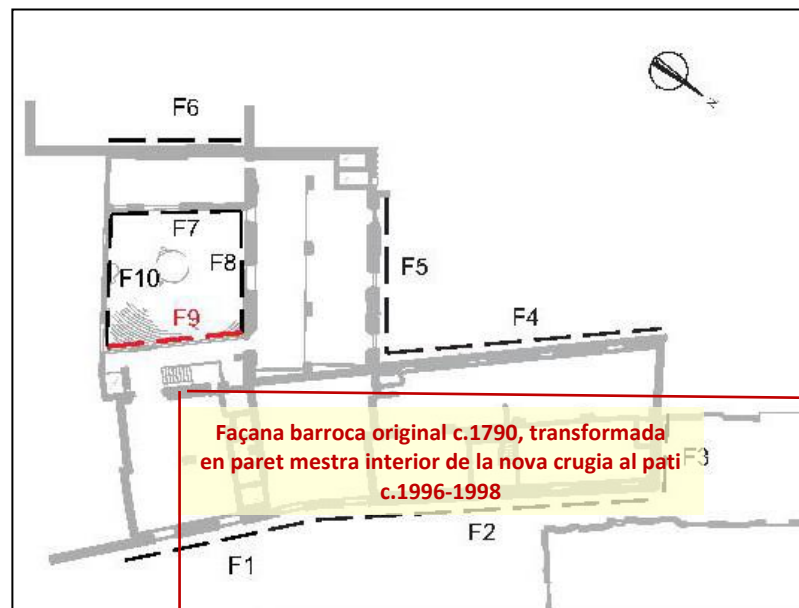 F6
N
F7
F10
F8
F5
F9
F4
Façana barroca original c.1790, transformada
en paret mestra interior de la nova crugia al pati
c.1996-1998
F3
F2
F1